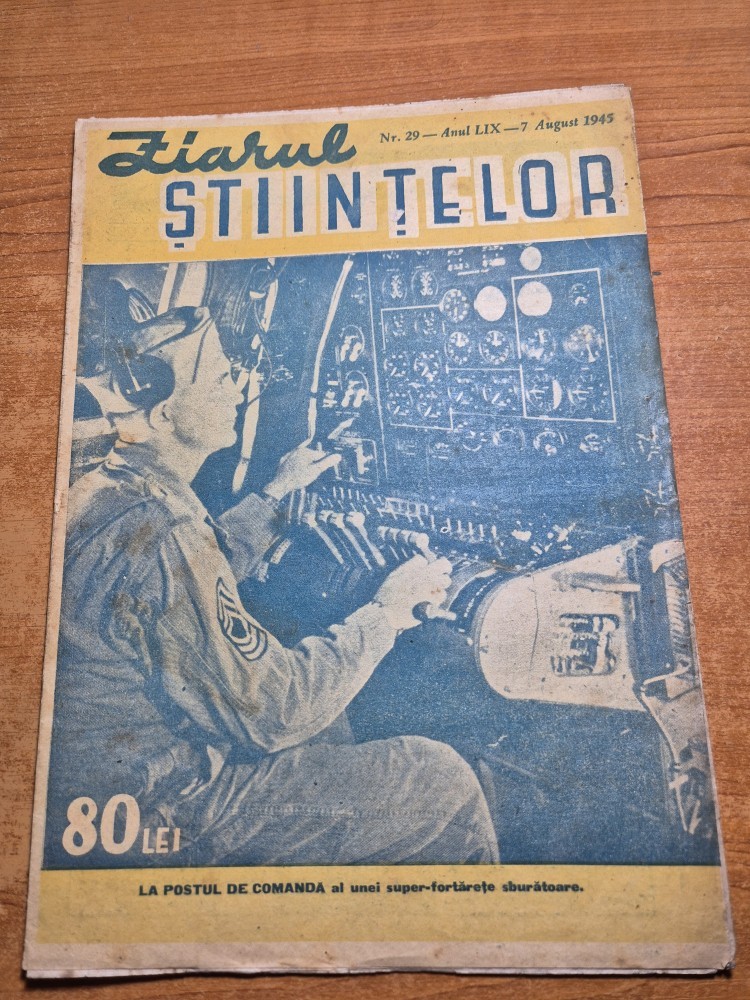 Ziarul
Nr. 29 — Anul LIX — 7 August 1945
ȘTIINȚELOR
80 LEI
LA POSTUL DE COMANDA al unei super-fortărețe sburătoare.